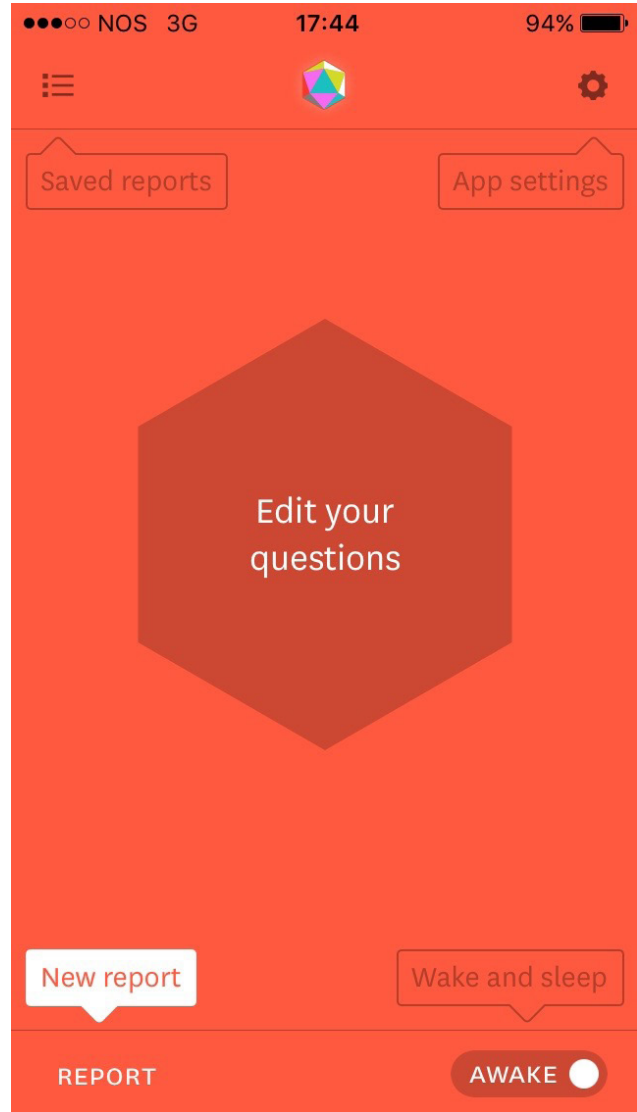 NOS 3G 17:44 94%
Saved reports App settings
Edit your
questions
New report Wake and sleep
REPORT AWAKE